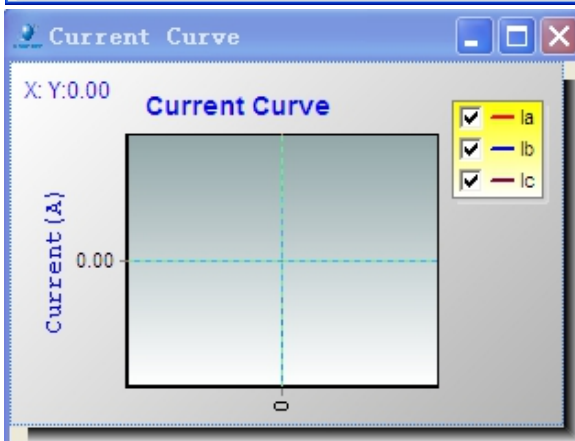 Current Curve
X: Y:0.00
Current Curve
Ia
Ib
Ic
Current (A)
0.00
0